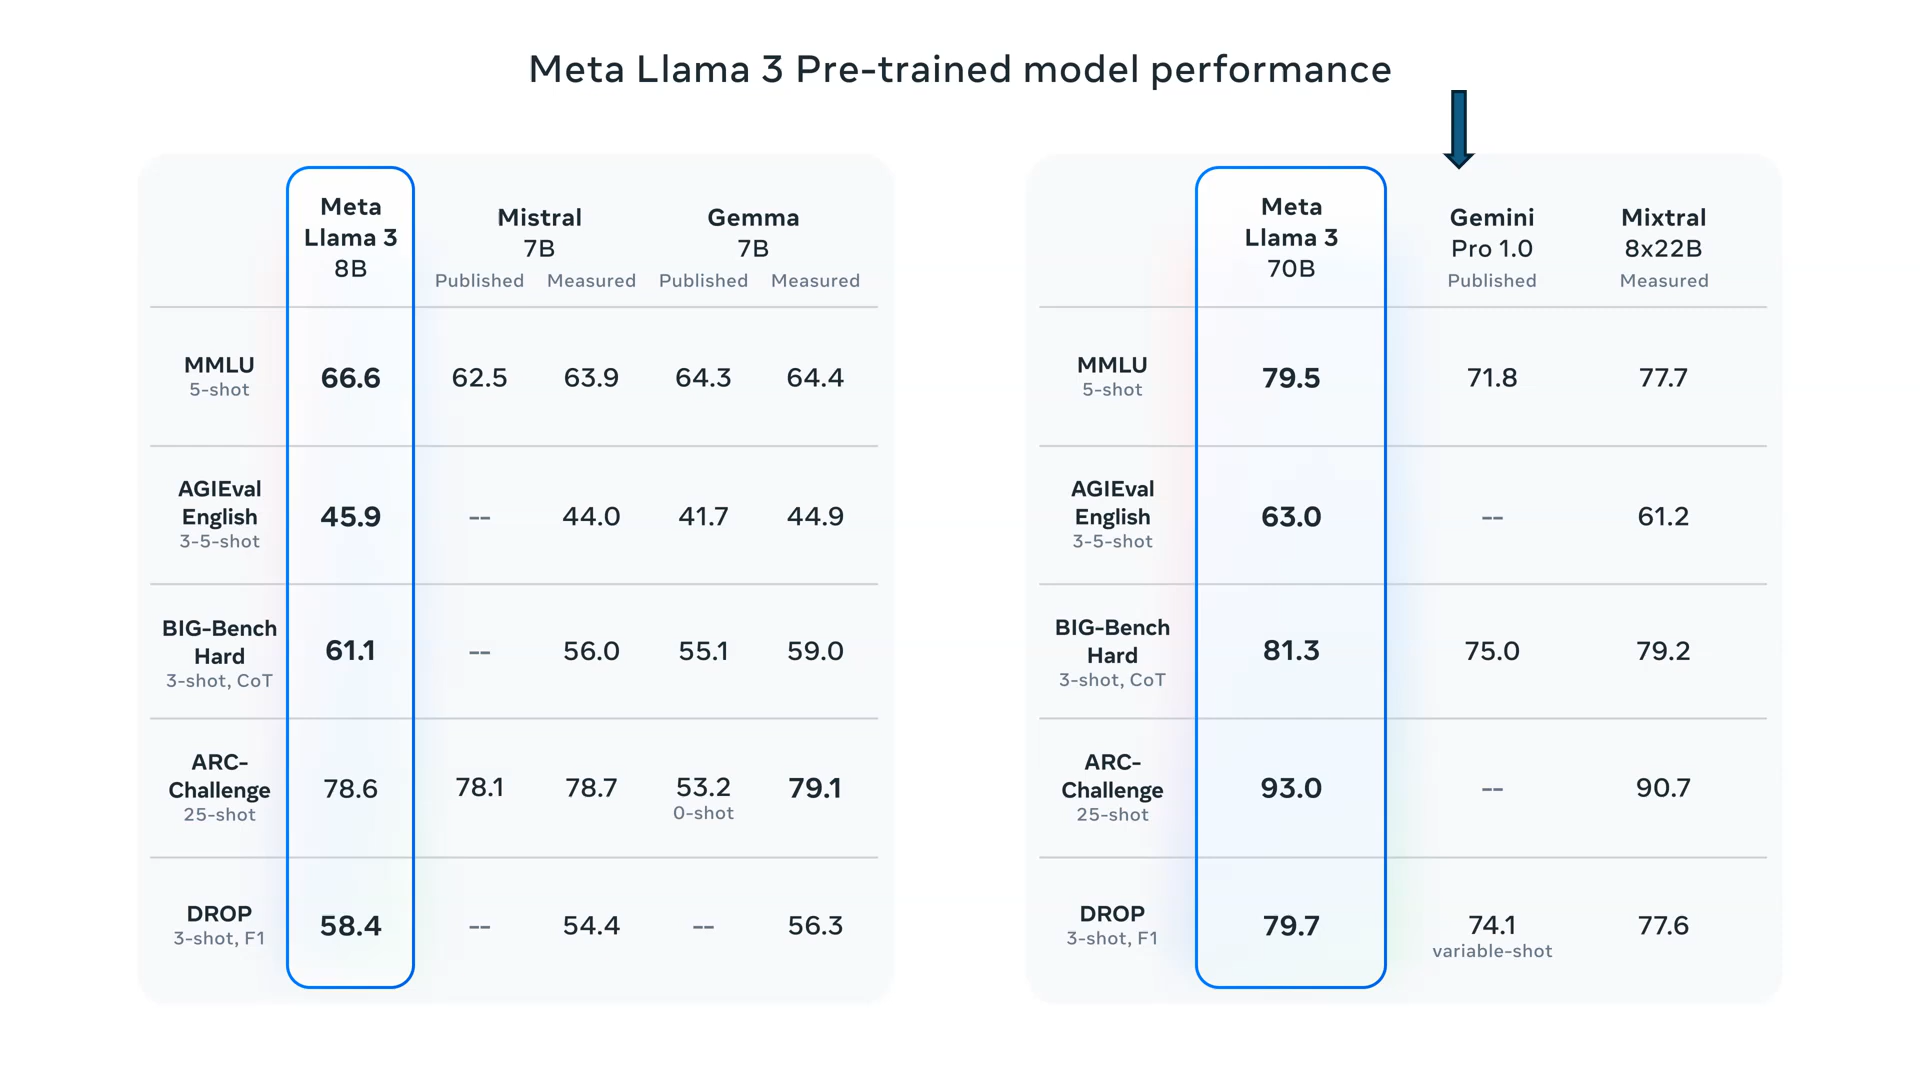 Meta Llama 3 Pre-trained model performance
Meta
Llama 3
8B
Mistral
7B
Gemma
7B
Published Measured Published Measured
MMLU
5-shot
66.6 62.5 63.9 64.3 64.4
AGIEval
English
3-5-shot
45.9 -- 44.0 41.7 44.9
BIG-Bench
Hard
3-shot, CoT
61.1 -- 56.0 55.1 59.0
ARC-
Challenge
25-shot
78.6 78.1 78.7 53.2 79.1
0-shot
DROP
3-shot, F1
58.4 -- 54.4 -- 56.3
Meta
Llama 3
70B
Gemini
Pro 1.0
Published
Mixtral
8x22B
Measured
MMLU
5-shot
79.5 71.8 77.7
AGIEval
English
3-5-shot
63.0 -- 61.2
BIG-Bench
Hard
3-shot, CoT
81.3 75.0 79.2
ARC-
Challenge
25-shot
93.0 -- 90.7
DROP
3-shot, F1
79.7 74.1 77.6
variable-shot